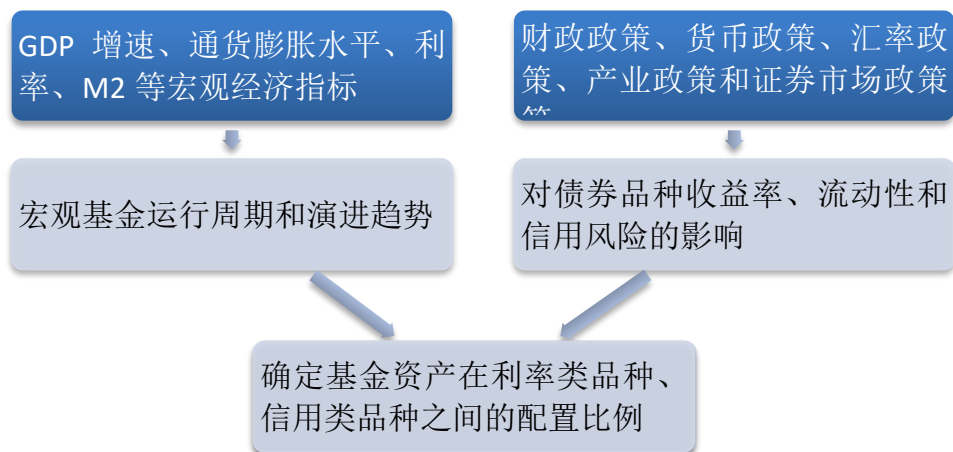 GDP 增速、通货膨胀水平、利
率、M2 等宏观经济指标
财政政策、货币政策、汇率政
策、产业政策和证券市场政策
宏观基金运行周期和演进趋势
对债券品种收益率、流动性和
信用风险的影响
确定基金资产在利率类品种、
信用类品种之间的配置比例